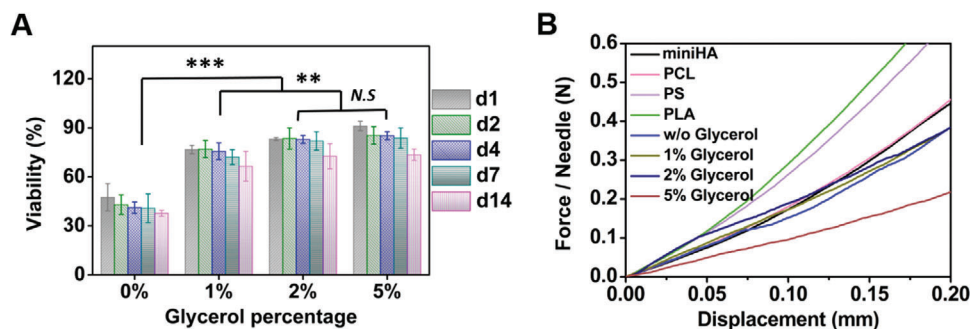 A
Viability (%)
120
90
60
30
0
***
**
N.S
d1
d2
d4
d7
d14
0% 1% 2% 5%
Glycerol percentage
B
Force / Needle (N)
0.6
0.5
0.4
0.3
0.2
0.1
0.0
miniHA
PCL
PS
PLA
w/o Glycerol
1% Glycerol
2% Glycerol
5% Glycerol
0.00 0.05 0.10 0.15 0.20
Displacement (mm)